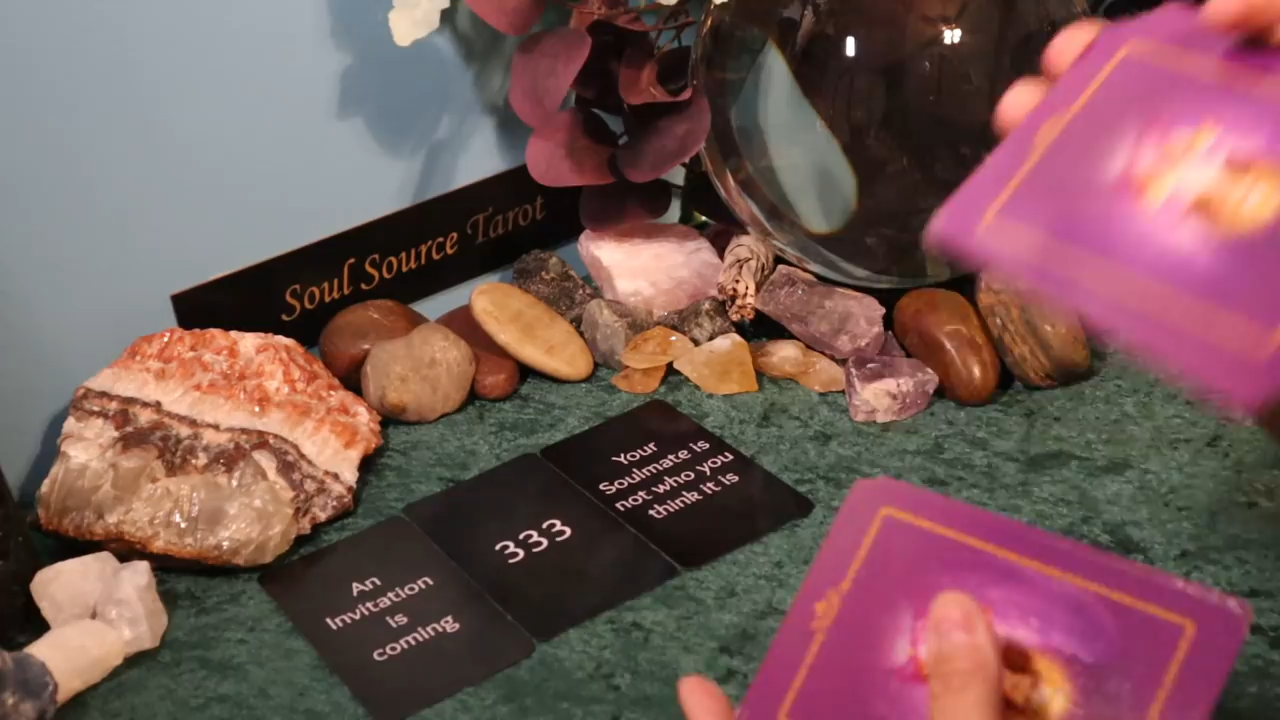 Soul Source Tarot
An
Invitation
is
coming
333
Your
Soulmate is
not who you
think it is